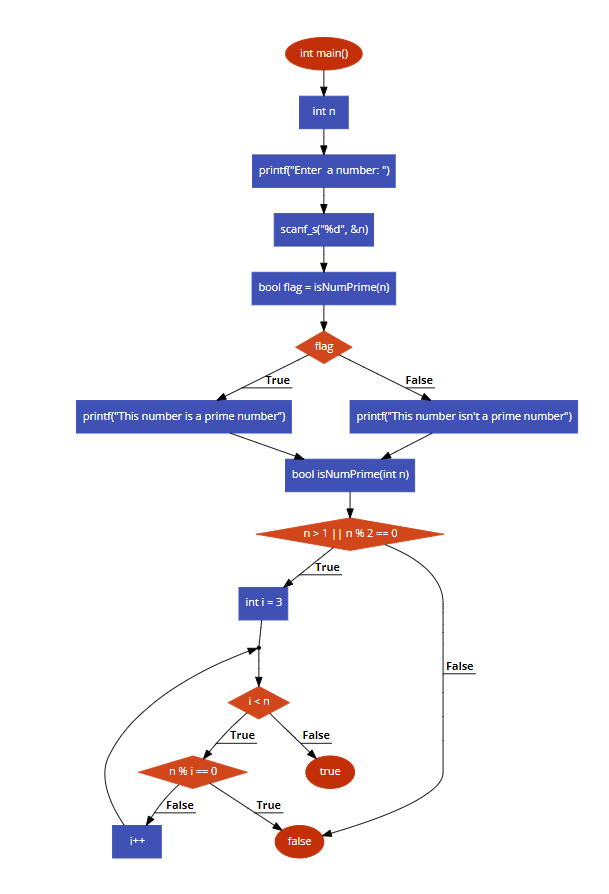 int main()
int n
printf("Enter  a number: ")
scanf_s("%d", &n)
bool flag = isNumPrime(n)
flag
True
False
printf("This number is a prime number")
printf("This number isn't a prime number")
bool isNumPrime(int n)
n > 1 || n % 2 == 0
True
int i = 3
False
i < n
True
False
n % i == 0
true
False
True
i++
false